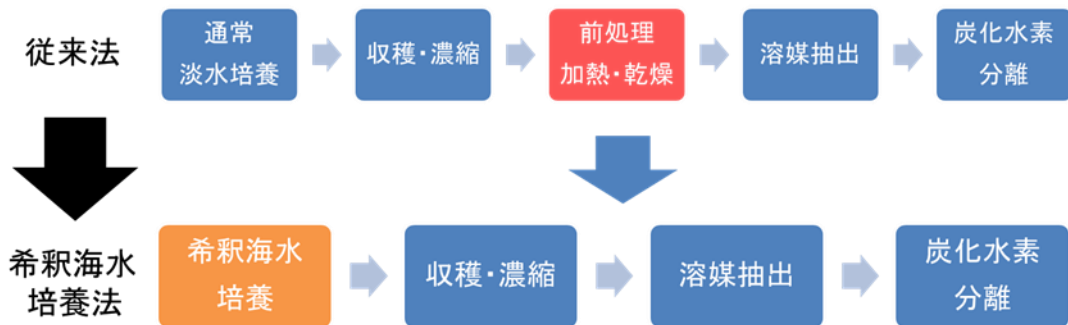 従来法
通常
淡水培養
収穫・濃縮
前処理
加熱・乾燥
溶媒抽出
炭化水素
分離
希釈海水
培養法
希釈海水
培養
収穫・濃縮
溶媒抽出
炭化水素
分離